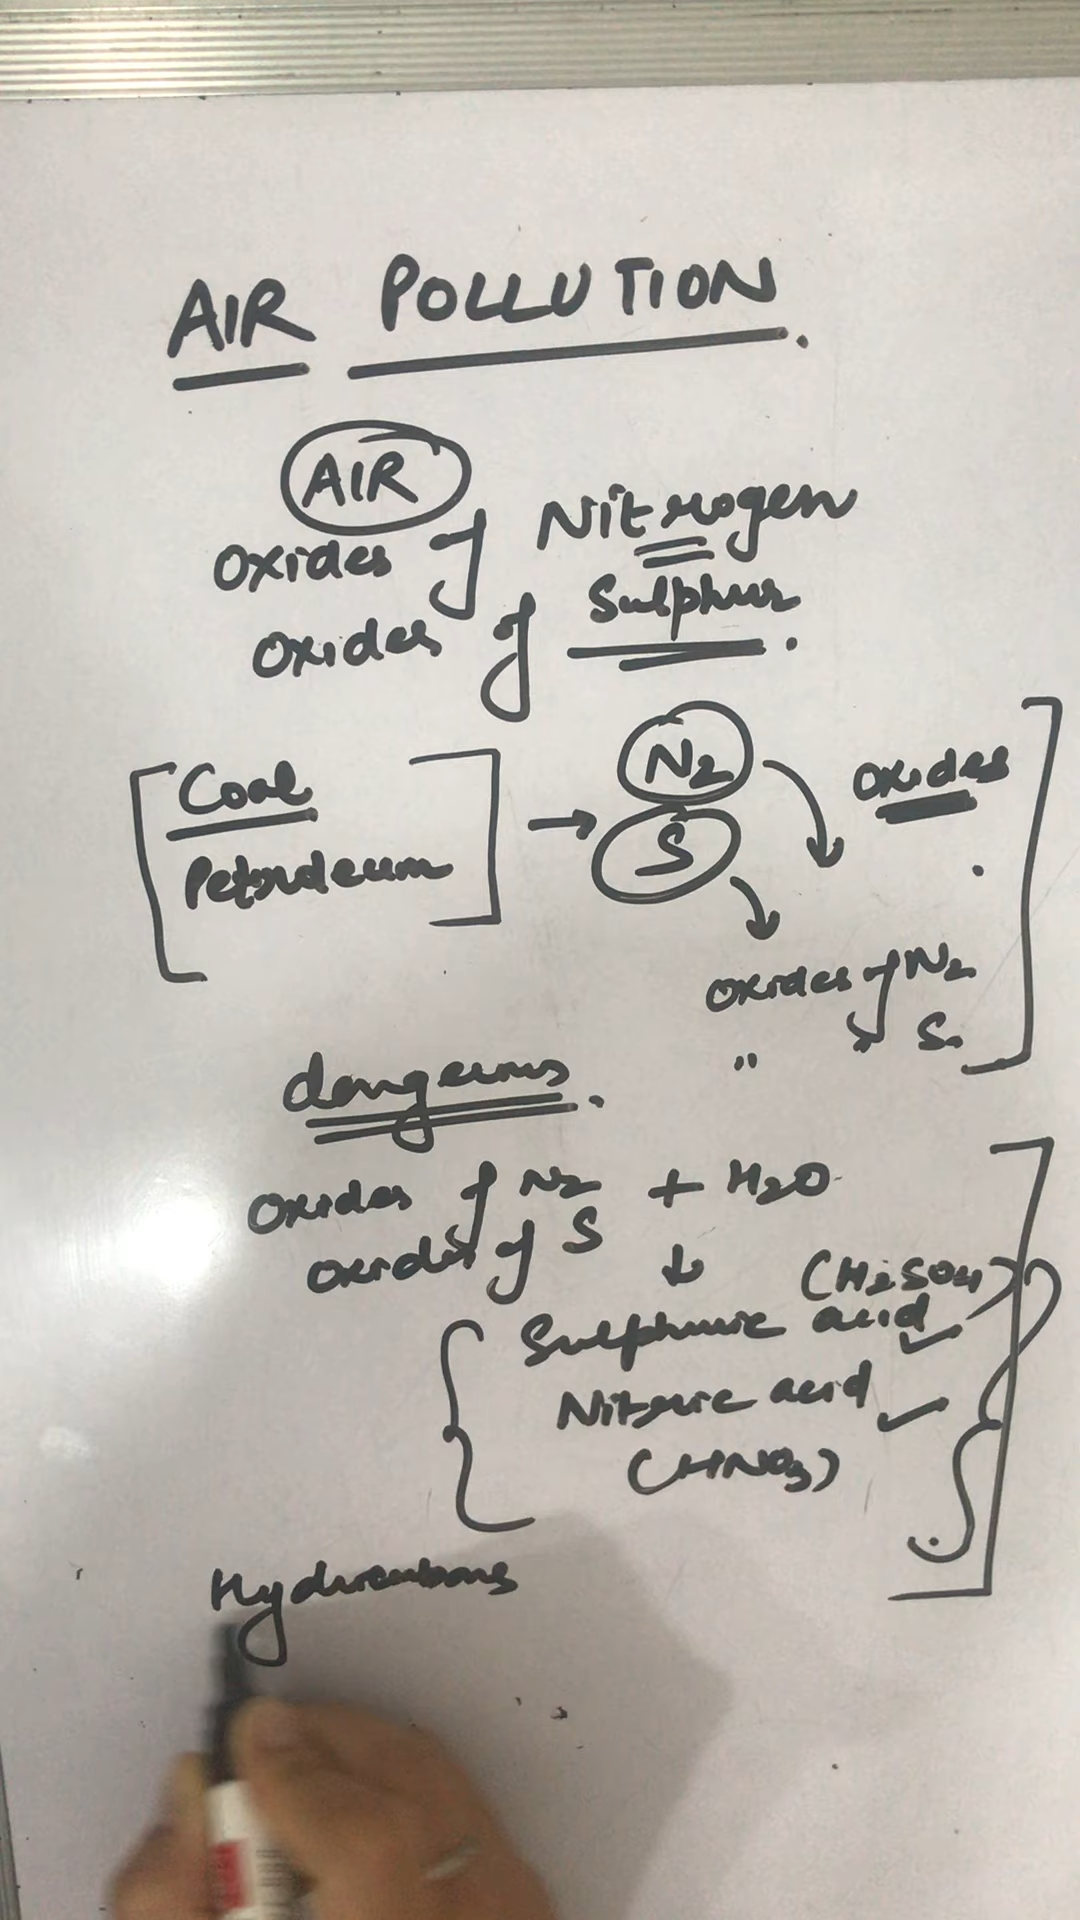 AIR POLLUTION.
AIR
Oxides of Nitrogen
Oxides of Sulphur.
Coal
Petroleum
→ N2
S
Oxides
Oxides of N2
" S.
dangerous.
Oxides of N2 + H2O
Oxides of S ↓
(H2SO4)
Sulphuric acid ✓
Nitric acid ✓
(HNO3)